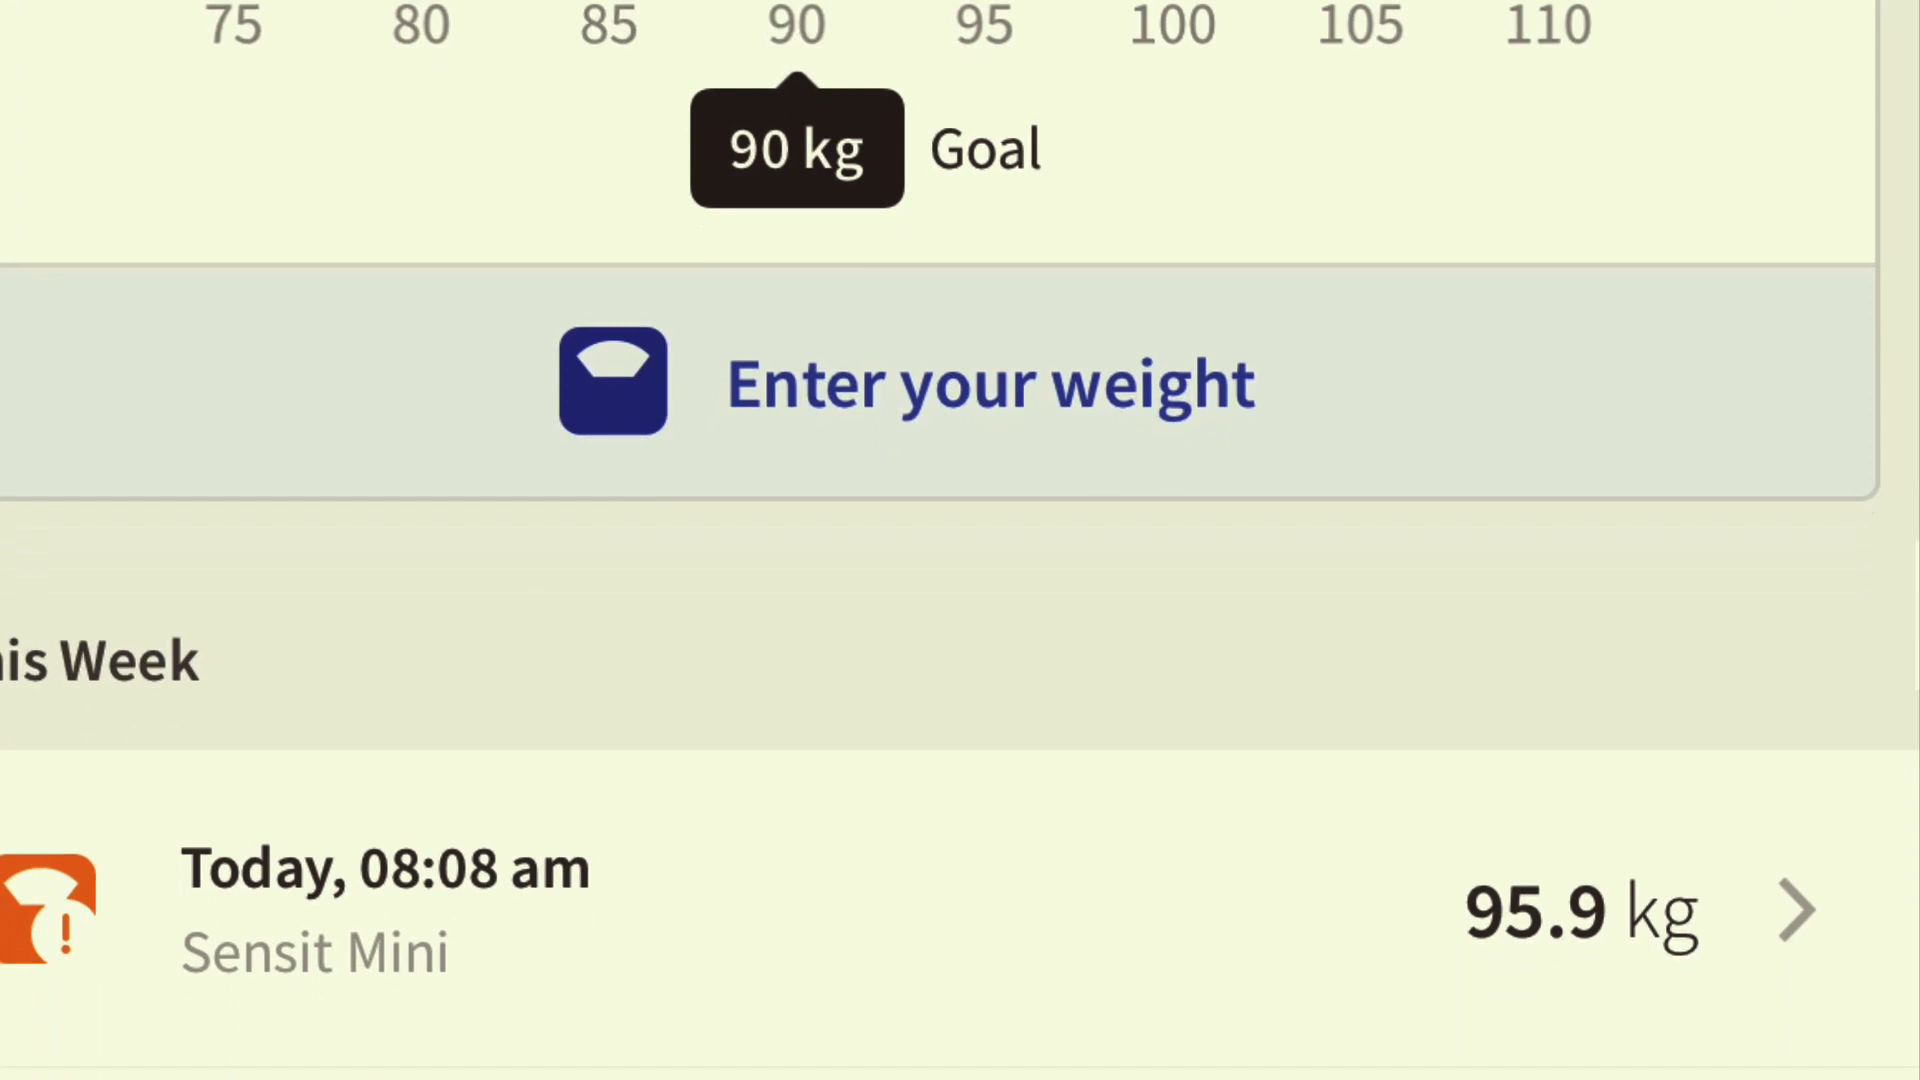 75 80 85 90 95 100 105 110
90 kg Goal
Enter your weight
his Week
Today, 08:08 am
Sensit Mini
95.9 kg